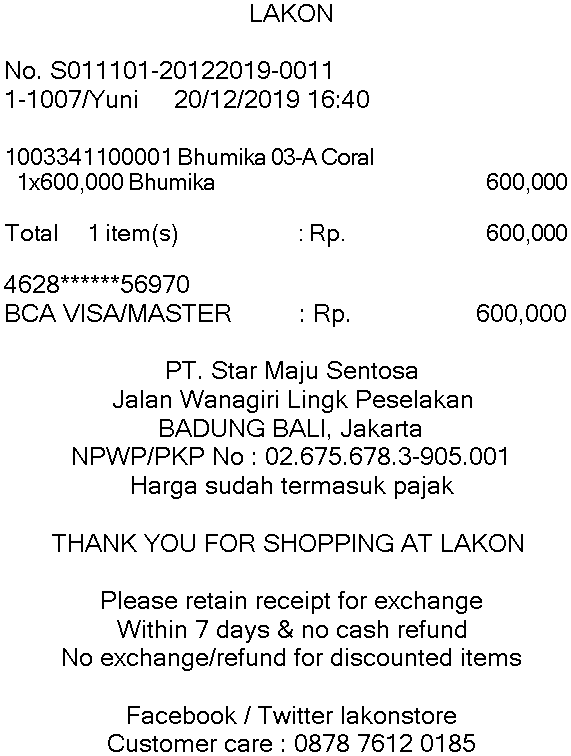 LAKON
No. S011101-20122019-0011
1-1007/Yuni 20/12/2019 16:40
1003341100001 Bhumika 03-A Coral
1x600,000 Bhumika 600,000
Total 1 item(s) : Rp. 600,000
4628******56970
BCA VISA/MASTER : Rp. 600,000
PT. Star Maju Sentosa
Jalan Wanagiri Lingk Peselakan
BADUNG BALI, Jakarta
NPWP/PKP No : 02.675.678.3-905.001
Harga sudah termasuk pajak
THANK YOU FOR SHOPPING AT LAKON
Please retain receipt for exchange
Within 7 days & no cash refund
No exchange/refund for discounted items
Facebook / Twitter lakonstore
Customer care : 0878 7612 0185